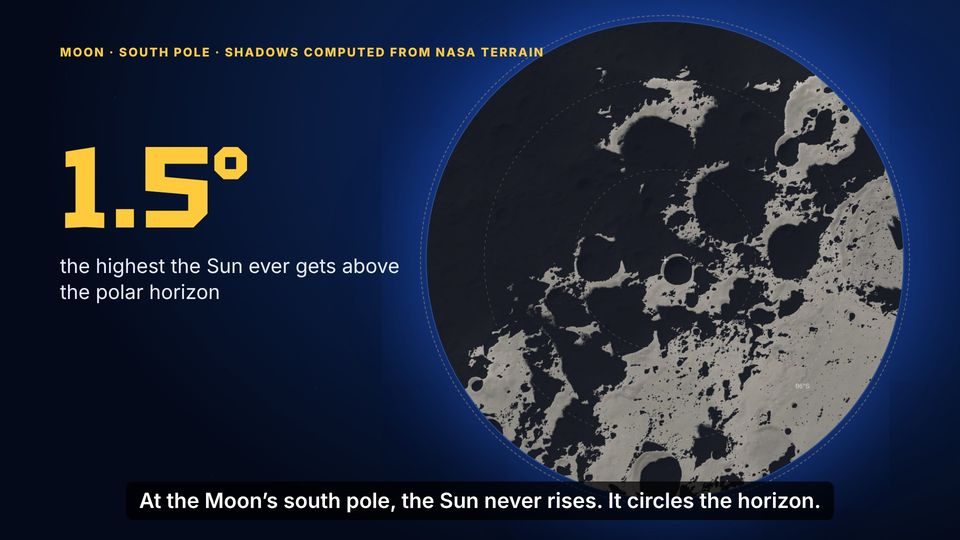 MOON · SOUTH POLE · SHADOWS COMPUTED FROM NASA TERRAIN
1.5°
the highest the Sun ever gets above
the polar horizon
86°S
At the Moon’s south pole, the Sun never rises. It circles the horizon.